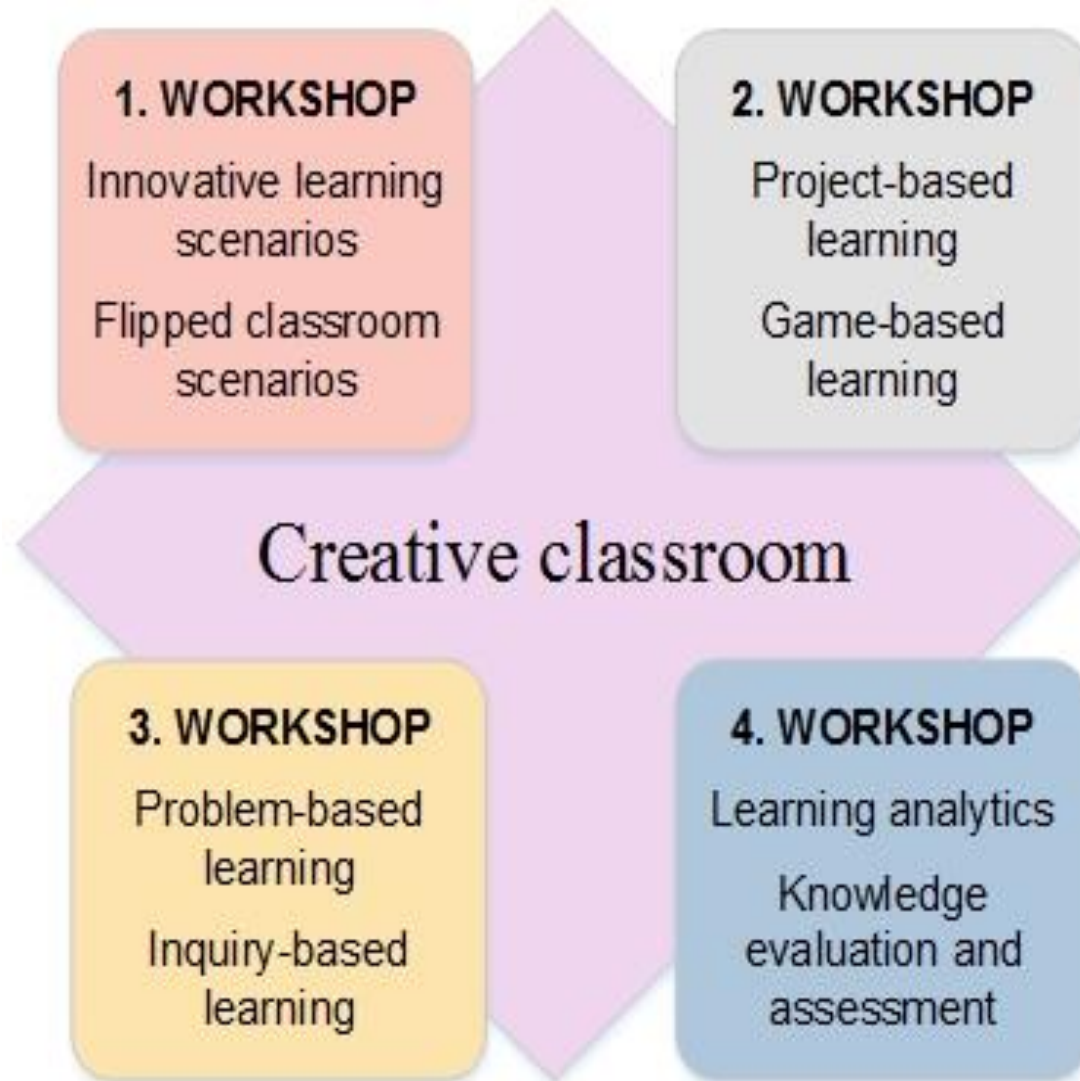 1. WORKSHOP
Innovative learning
scenarios
Flipped classroom
scenarios
2. WORKSHOP
Project-based
learning
Game-based
learning
Creative classroom
3. WORKSHOP
Problem-based
learning
Inquiry-based
learning
4. WORKSHOP
Learning analytics
Knowledge
evaluation and
assessment